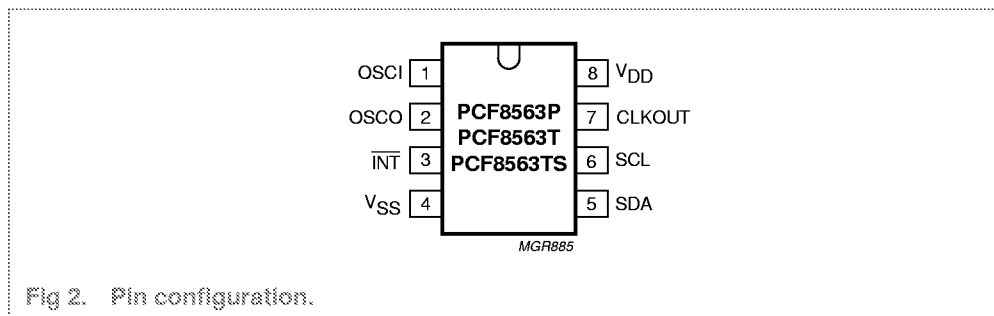 OSCI 1 8 VDD
OSCO 2 PCF8563P 7 CLKOUT
PCF8563T
I̅N̅T̅ 3 PCF8563TS 6 SCL
VSS 4 5 SDA
MGR885
Fig 2. Pin configuration.